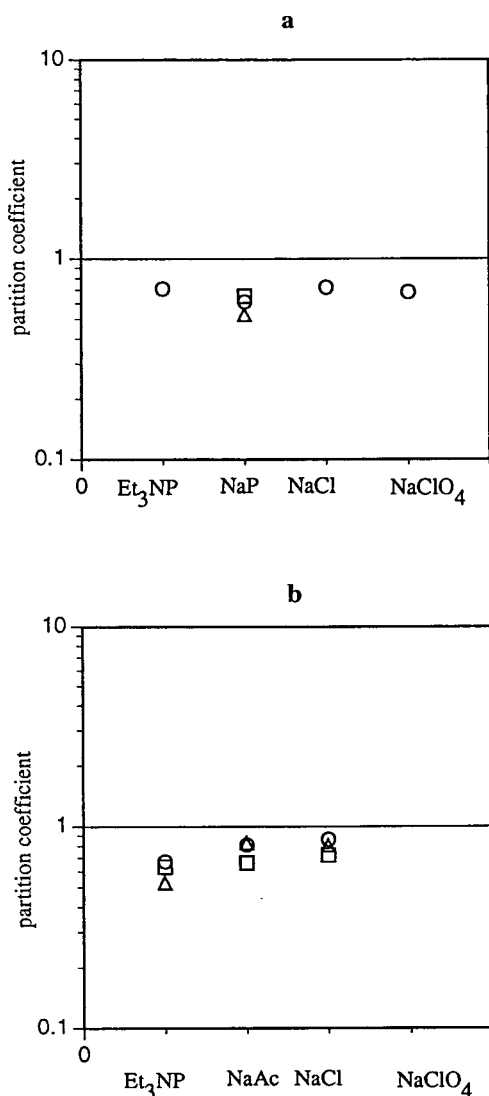 a
10
1
0.1
partition coefficient
0 Et₃NP NaP NaCl NaClO₄
b
10
1
0.1
partition coefficient
0
Et₃NP NaAc NaCl NaClO₄